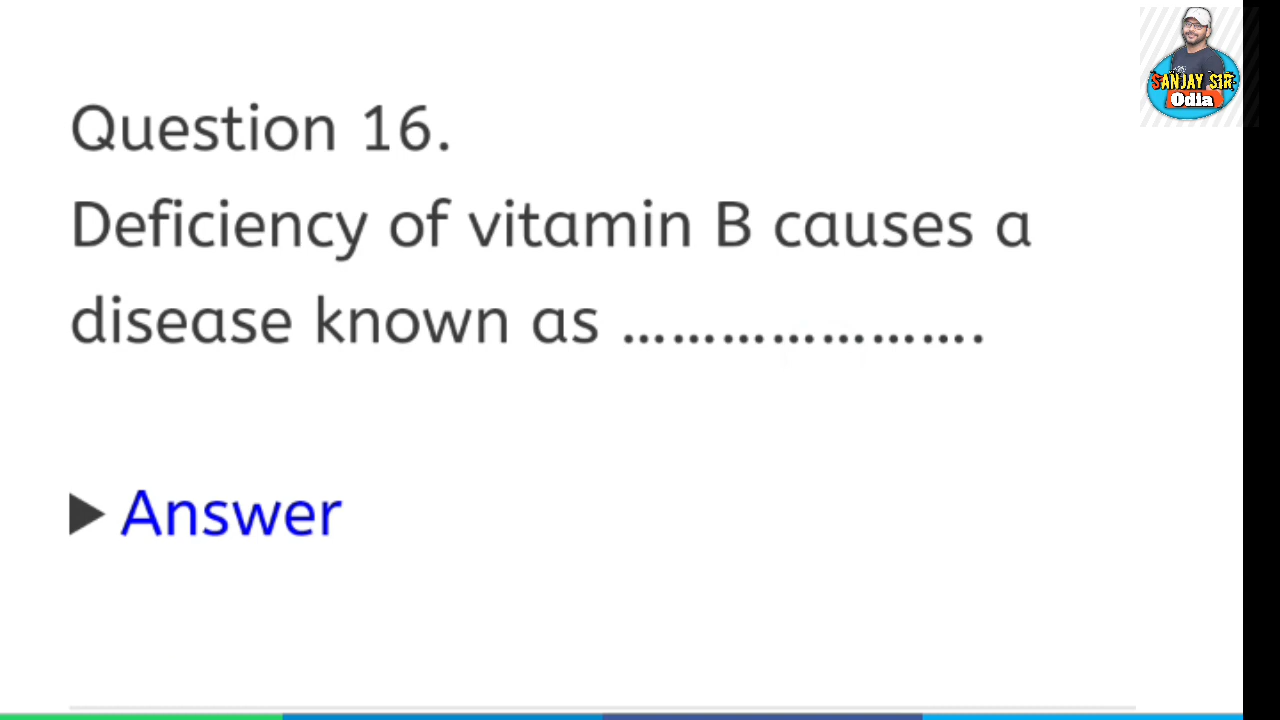 SANJAY SIR
Odia
Question 16.
Deficiency of vitamin B causes a
disease known as …………………….
▶ Answer